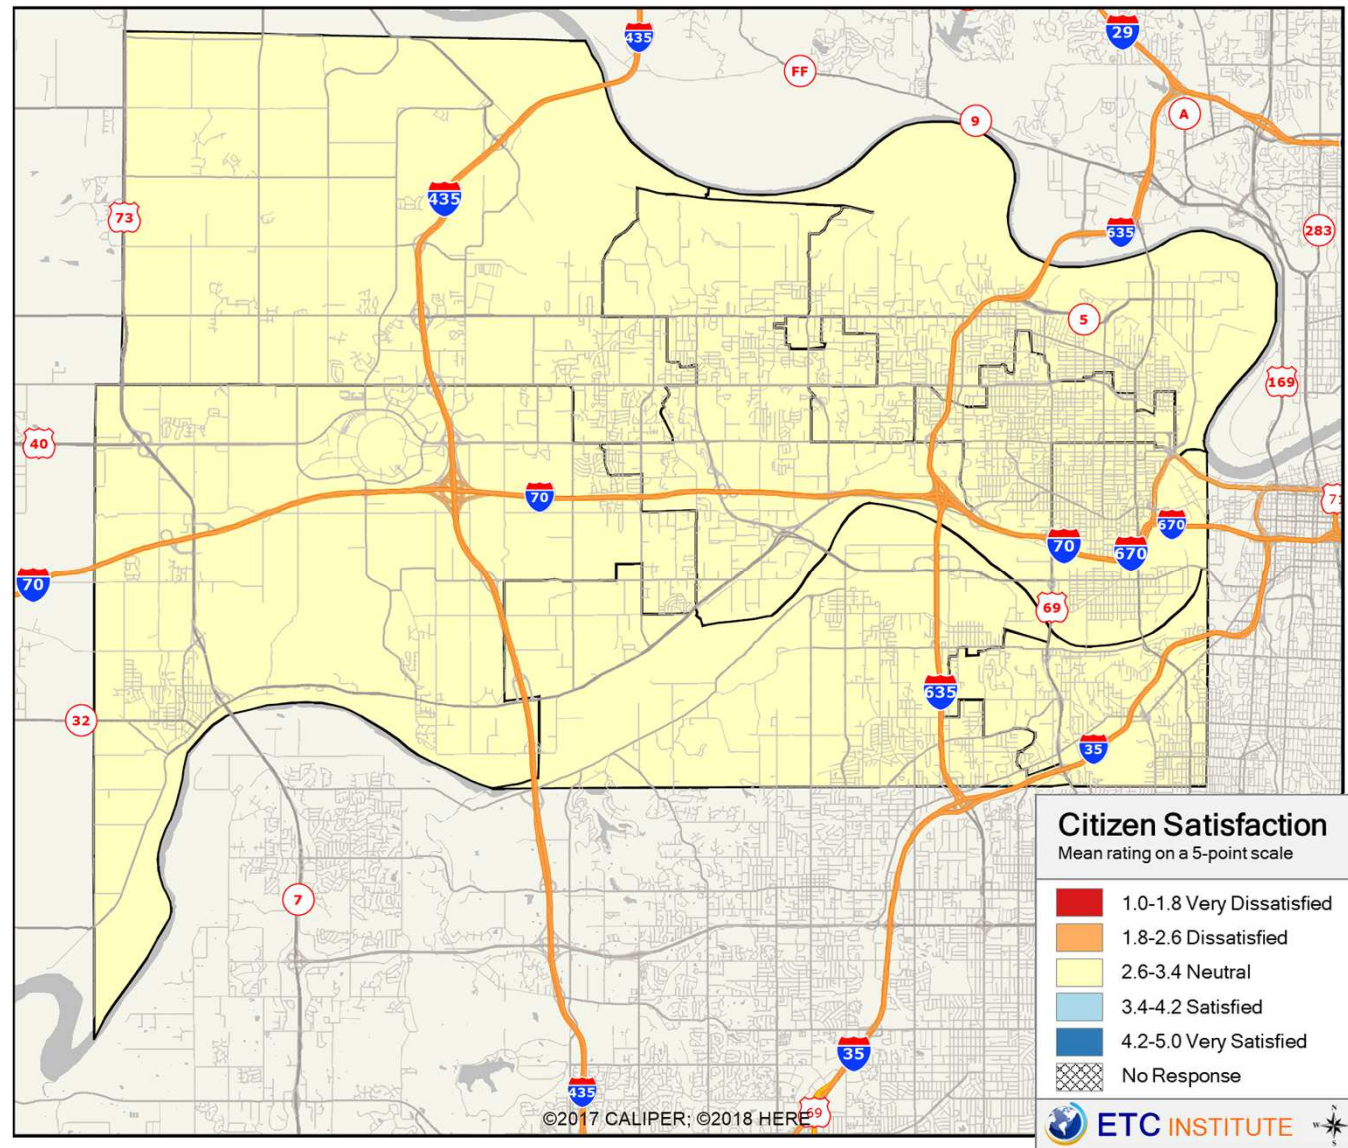 435
29
FF
9
A
435
73
635
283
5
169
40
70
71
70
670
70
670
69
32
635
35
7
35
435
69
©2017 CALIPER; ©2018 HERE
Citizen Satisfaction
Mean rating on a 5-point scale
1.0-1.8 Very Dissatisfied
1.8-2.6 Dissatisfied
2.6-3.4 Neutral
3.4-4.2 Satisfied
4.2-5.0 Very Satisfied
No Response
ETC INSTITUTE
N
W
E
S